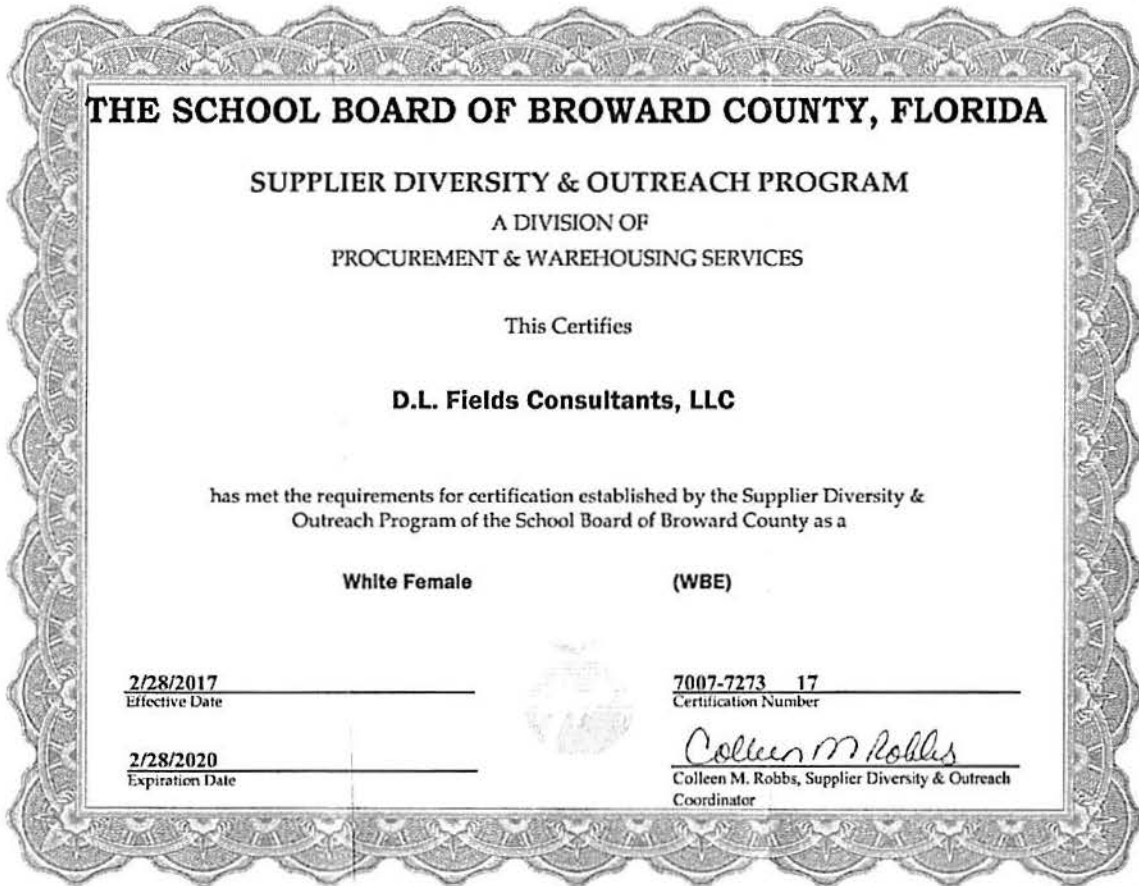 THE SCHOOL BOARD OF BROWARD COUNTY, FLORIDA
SUPPLIER DIVERSITY & OUTREACH PROGRAM
A DIVISION OF
PROCUREMENT & WAREHOUSING SERVICES
This Certifies
D.L. Fields Consultants, LLC
has met the requirements for certification established by the Supplier Diversity &
Outreach Program of the School Board of Broward County as a
White Female (WBE)
2/28/2017
Effective Date
7007-7273 17
Certification Number
2/28/2020
Expiration Date
Colleen M Robbs
Colleen M. Robbs, Supplier Diversity & Outreach
Coordinator